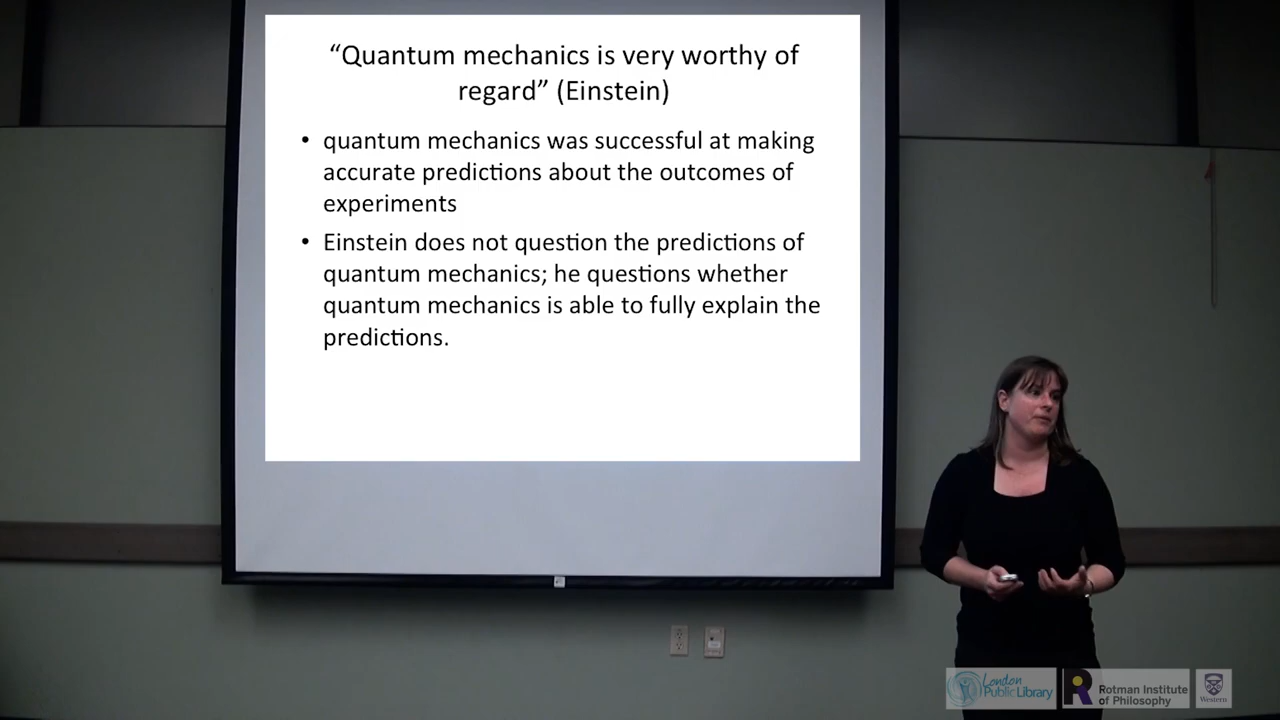 “Quantum mechanics is very worthy of
regard” (Einstein)
• quantum mechanics was successful at making
accurate predictions about the outcomes of
experiments
• Einstein does not question the predictions of
quantum mechanics; he questions whether
quantum mechanics is able to fully explain the
predictions.
London
Public Library
R
Rotman Institute
of Philosophy
Western